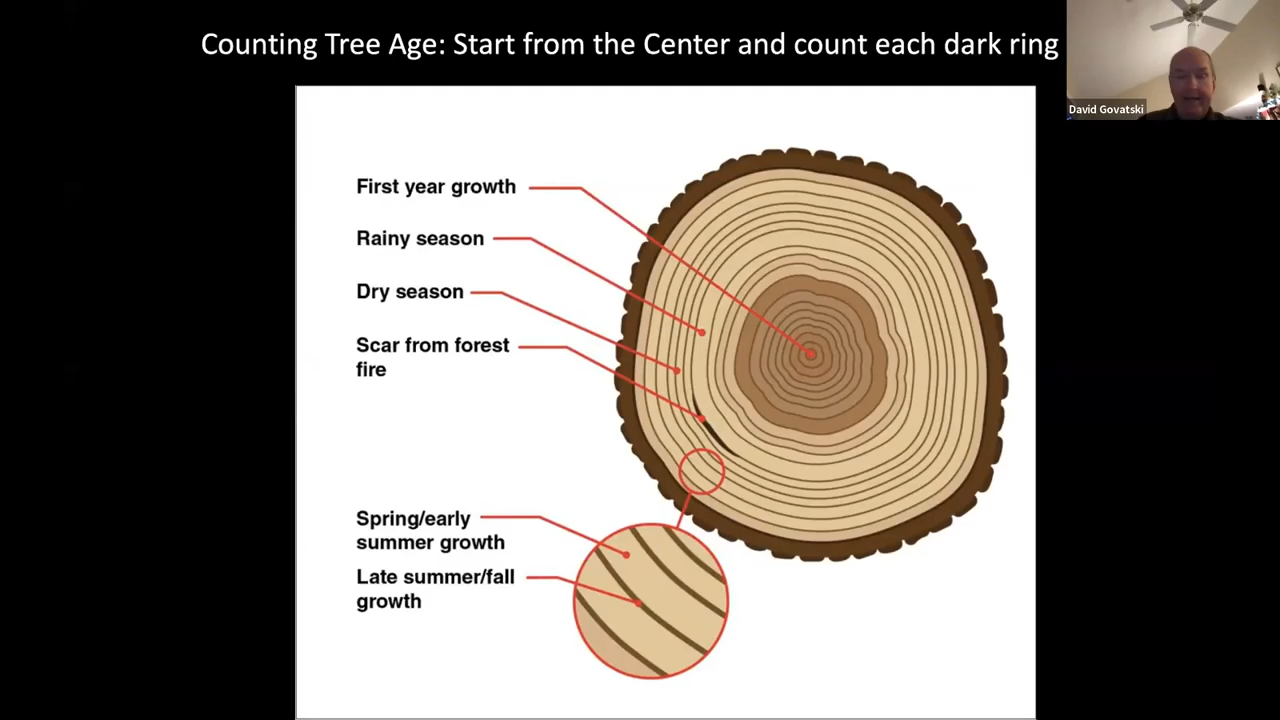 Counting Tree Age: Start from the Center and count each dark ring
David Govatski
First year growth
Rainy season
Dry season
Scar from forest
fire
Spring/early
summer growth
Late summer/fall
growth